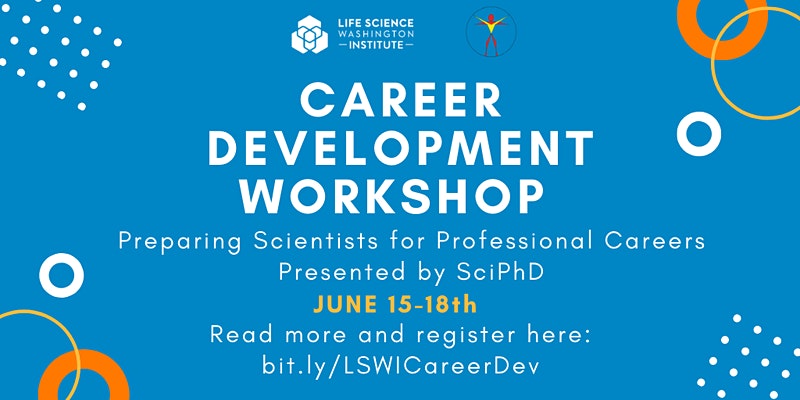 LIFE SCIENCE
WASHINGTON
—INSTITUTE—
CAREER
DEVELOPMENT
WORKSHOP
Preparing Scientists for Professional Careers
Presented by SciPhD
JUNE 15-18th
Read more and register here:
bit.ly/LSWICareerDev